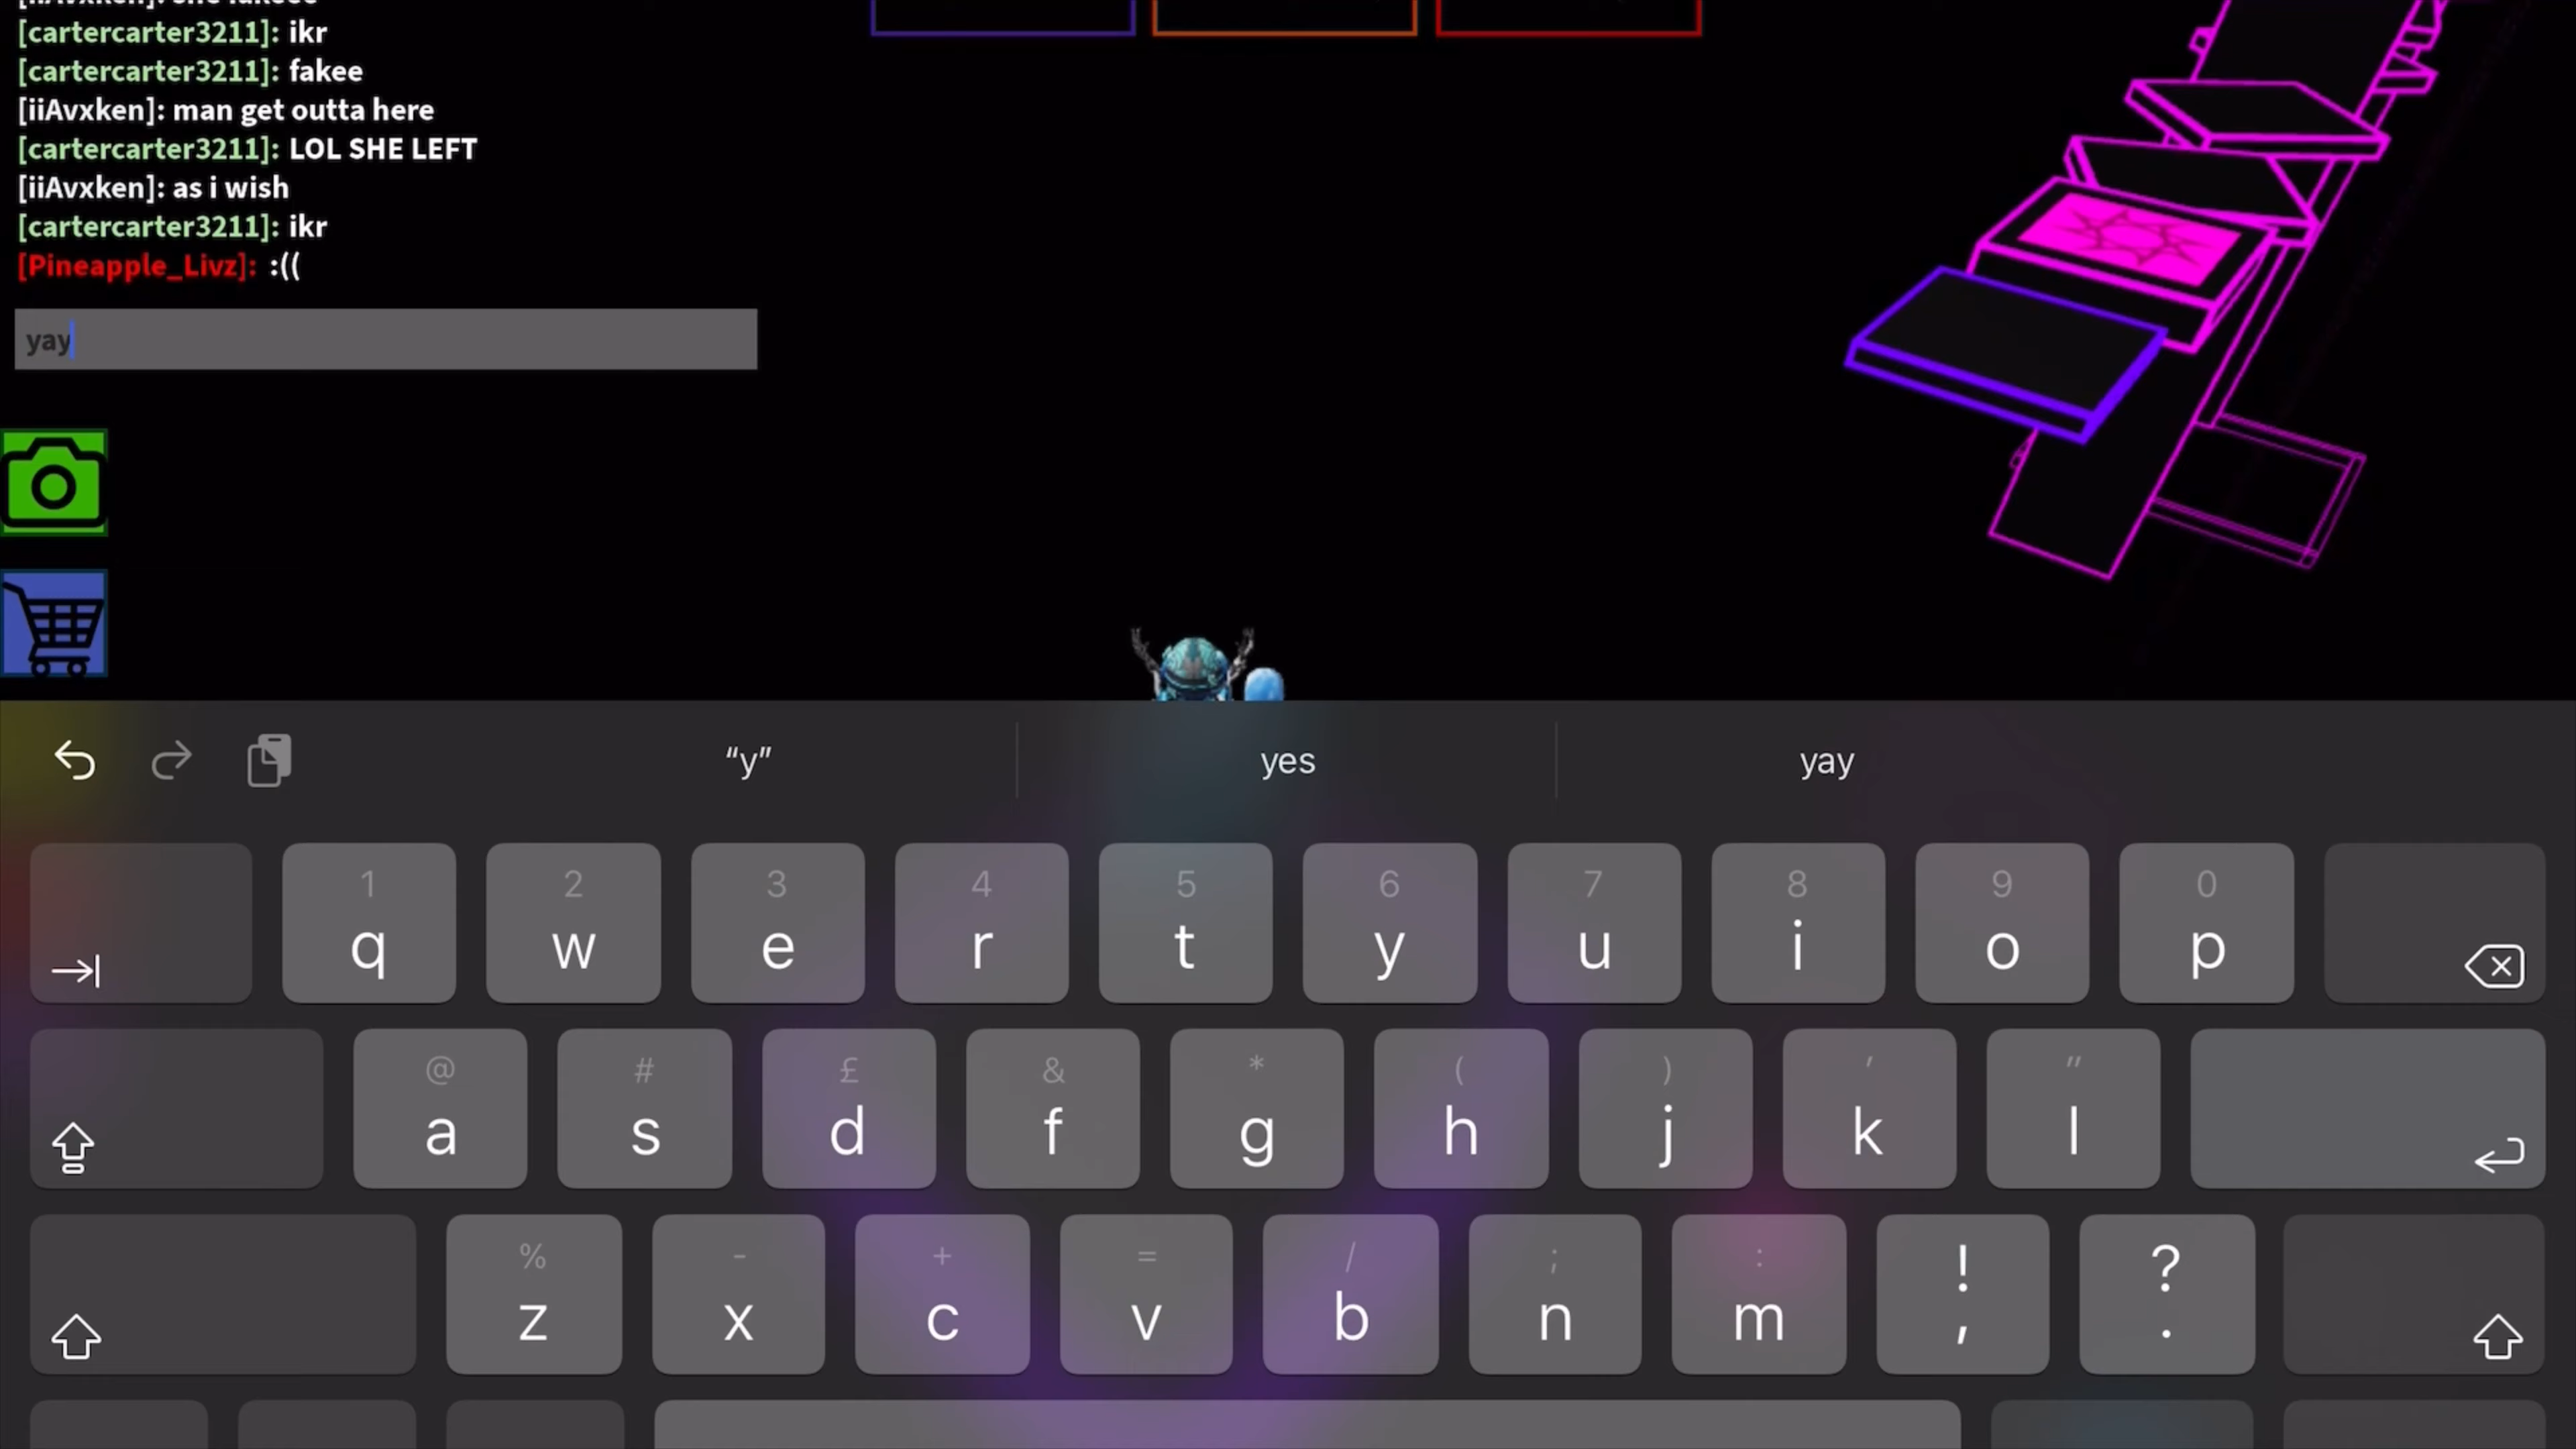 [cartercarter3211]: ikr
[cartercarter3211]: fakee
[iiAvxken]: man get outta here
[cartercarter3211]: LOL SHE LEFT
[iiAvxken]: as i wish
[cartercarter3211]: ikr
[Pineapple_Livz]: :((
yay
“y” yes yay
1 2 3 4 5 6 7 8 9 0
q w e r t y u i o p
@ # £ & * ( ) ' "
a s d f g h j k l
% - + = / ; : ! ?
z x c v b n m , .